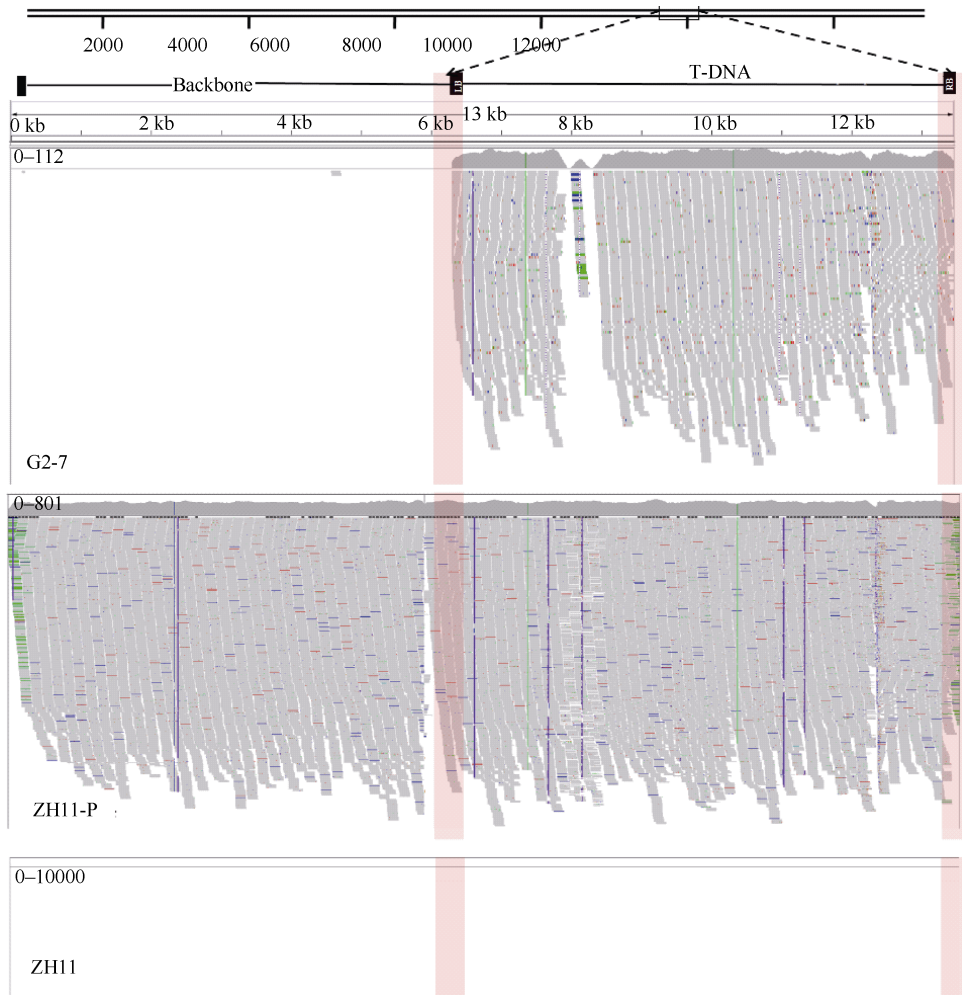 2000 4000 6000 8000 10000 12000
Backbone LB T-DNA RB
13 kb
0 kb 2 kb 4 kb 6 kb 8 kb 10 kb 12 kb
0–112
G2-7
0–801
ZH11-P
0–10000
ZH11